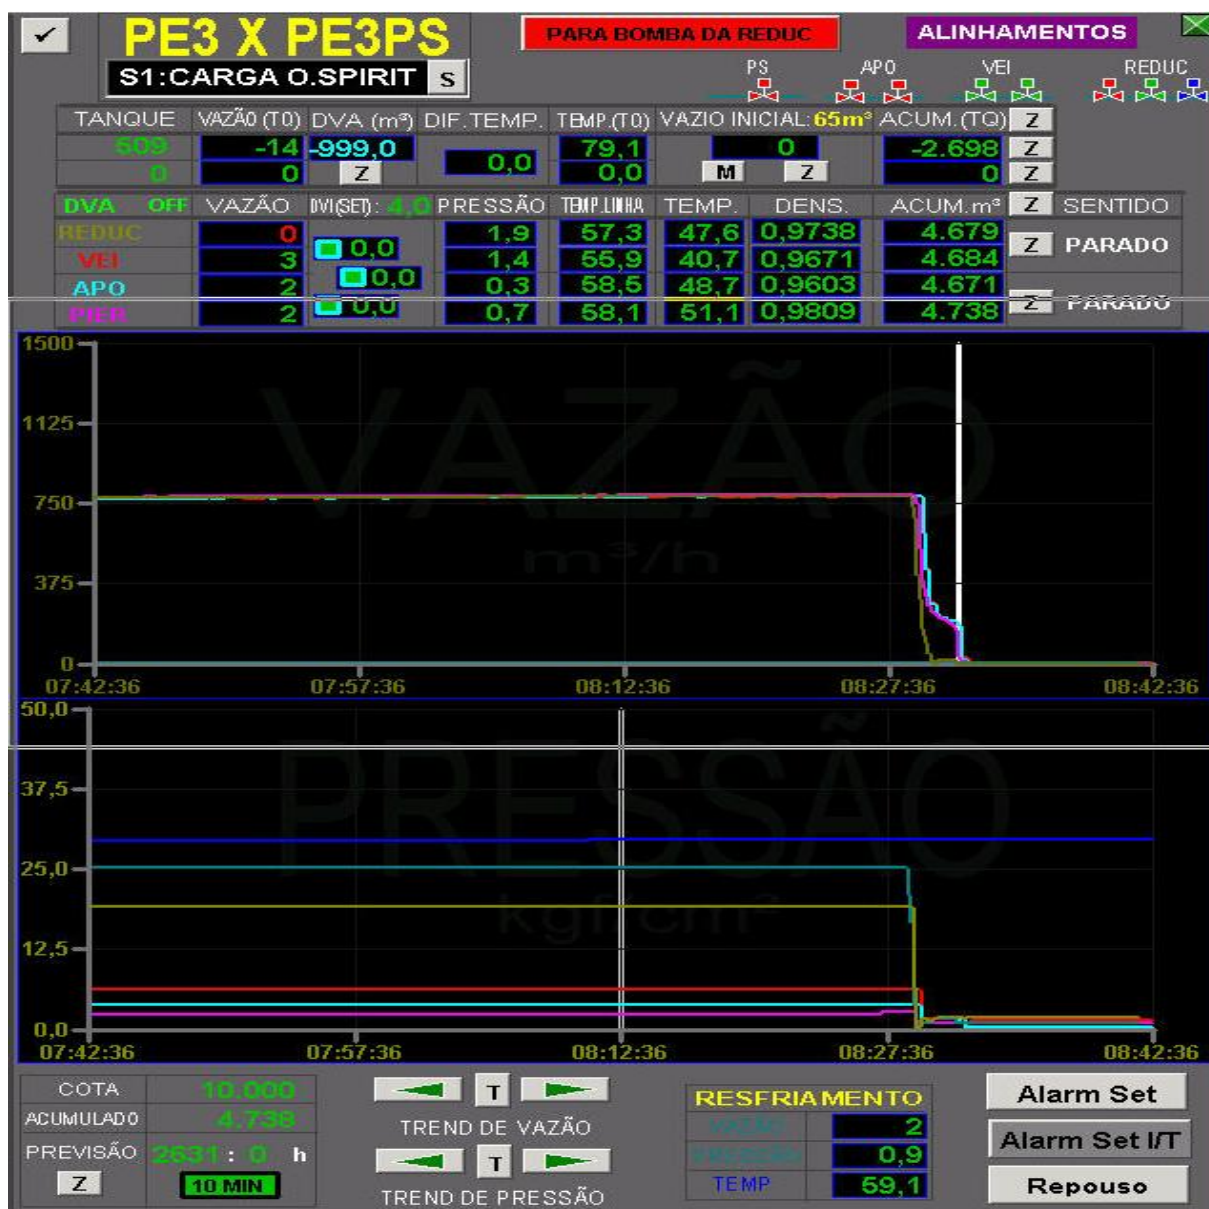 ✓ PE3 X PE3PS PARA BOMBA DA REDUC ALINHAMENTOS
S1:CARGA O.SPIRIT S PS APO VEI REDUC
TANQUE VAZÃO (T0) DVA (m³) DIF.TEMP. TEMP.(T0) VAZIO INICIAL: 65m³ ACUM.(TQ) Z
509 -14 -999,0 0,0 79,1 0 -2.698 Z
0 0 Z 0,0 M Z 0 Z
DVA OFF VAZÃO DVI(SET): 4,0 PRESSÃO TEMP.LINHA TEMP. DENS. ACUM.m³ Z SENTIDO
REDUC 0 0,0 1,9 57,3 47,6 0,9738 4.679 Z PARADO
VEI 3 1,4 55,9 40,7 0,9671 4.684
APO 2 0,0 0,3 58,5 48,7 0,9603 4.671 Z PARADO
PIER 2 0,0 0,7 58,1 51,1 0,9809 4.738
VAZÃO
m³/h
1500
1125
750
375
0
07:42:36 07:57:36 08:12:36 08:27:36 08:42:36
PRESSÃO
kgf/cm²
50,0
37,5
25,0
12,5
0,0
07:42:36 07:57:36 08:12:36 08:27:36 08:42:36
COTA 10.000
ACUMULADO 4.738
PREVISÃO 2631 : 0 h
Z 10 MIN
T
TREND DE VAZÃO
T
TREND DE PRESSÃO
RESFRIAMENTO
VAZÃO 2
PRESSÃO 0,9
TEMP 59,1
Alarm Set
Alarm Set I/T
Repouso